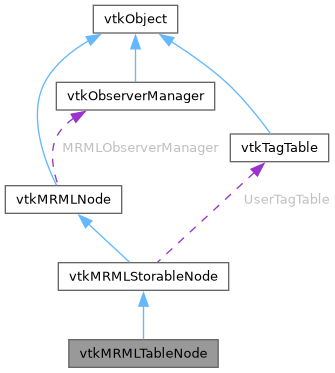 vtkObject
vtkObserverManager
MRMLObserverManager
vtkTagTable
vtkMRMLNode
UserTagTable
vtkMRMLStorableNode
vtkMRMLTableNode